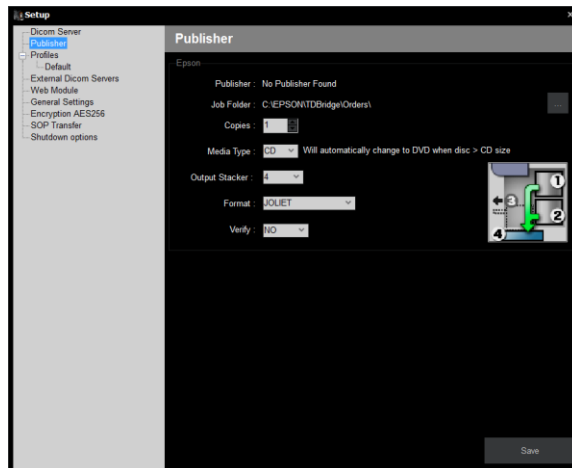 Setup
Dicom Server
Publisher
Profiles
Default
External Dicom Servers
Web Module
General Settings
Encryption AES256
SOP Transfer
Shutdown options
Publisher
Epson
Publisher : No Publisher Found
Job Folder : C:\EPSON\TDBridge\Orders\
...
Copies : 1
Media Type : CD Will automatically change to DVD when disc > CD size
Output Stacker : 4
Format : JOLIET
Verify : NO
1
3
2
4
Save